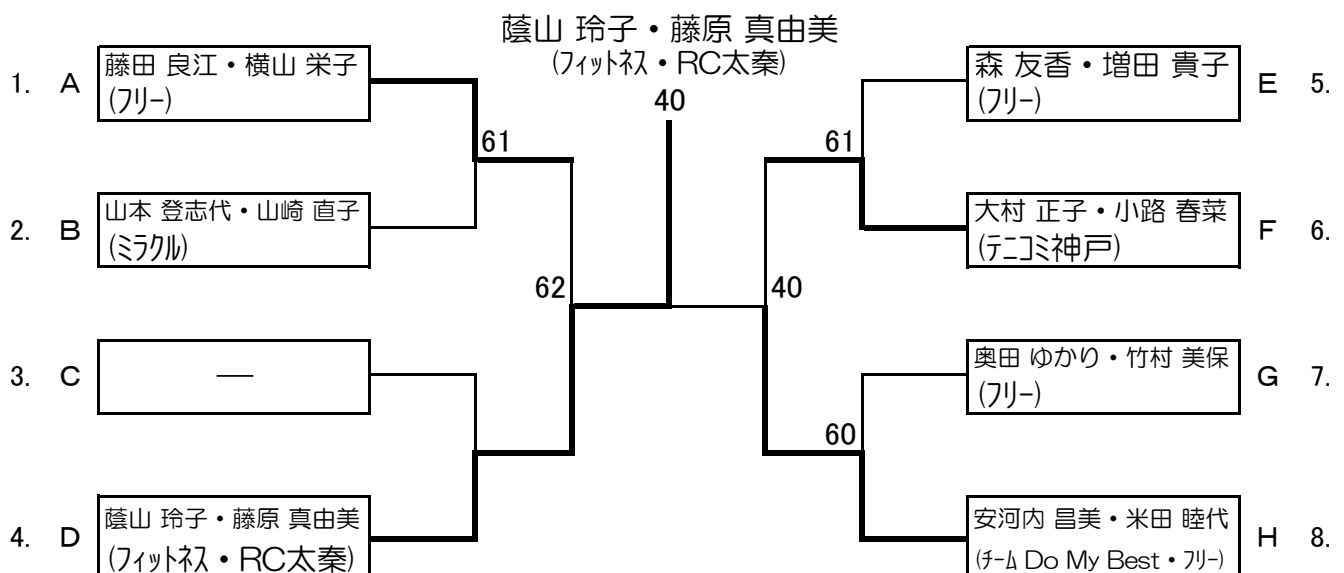 蔭山 玲子・藤原 真由美
(フィットネス・RC太秦)
40
1. A 藤田 良江・横山 栄子
(フリー)
61
2. B 山本 登志代・山崎 直子
(ミラクル)
62
3. C —
4. D 蔭山 玲子・藤原 真由美
(フィットネス・RC太秦)
森 友香・増田 貴子
(フリー)
E 5.
61
大村 正子・小路 春菜
(テニコミ神戸)
F 6.
40
奥田 ゆかり・竹村 美保
(フリー)
G 7.
60
安河内 昌美・米田 睦代
(チーム Do My Best・フリー)
H 8.